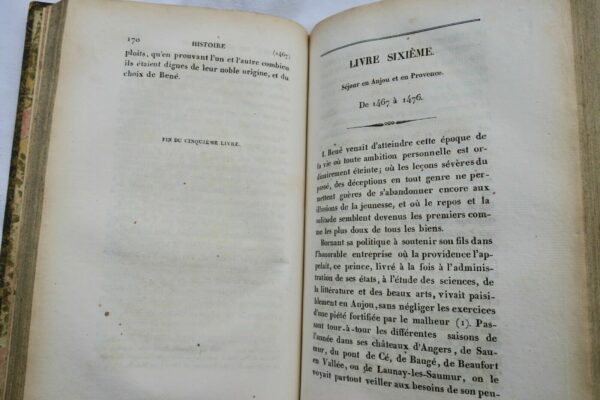 170
HISTOIRE
(1467)
ploits, qu'en prouvant l'un et l'autre combien
ils étaient dignes de leur noble origine, et du
choix de Bené.
FIN DU CINQUIÈME LIVRE.
LIVRE SIXIÈME.
Séjour en Anjou et en Provence.
De 1467 à 1476.
I. Bené venait d'atteindre cette époque de
la vie où toute ambition personnelle est or-
dinairement éteinte; où les leçons sévères du
passé, des déceptions en tout genre ne per-
mettent guères de s'abandonner encore aux
illusions de la jeunesse, et où le repos et la
solitude semblent devenus les premiers com-
me les plus doux de tous les biens.
Bornant sa politique à soutenir son fils dans
l'honorable entreprise où la providence l'ap-
pelait, ce prince, livré à la fois à l'adminis-
tration de ses états, à l'étude des sciences, de
la littérature et des beaux arts, vivait paisi-
blement en Anjou, sans négliger les exercices
d'une piété fortifiée par le malheur (1). Pas-
sant tour-à-tour les différentes saisons de
l'année dans ses châteaux d'Angers, de Sau-
mur, du pont de Cé, de Baugé, de Beaufort
en Vallée, ou de Launay-les-Saumur, on le
voyait partout veiller aux besoins de son peu-